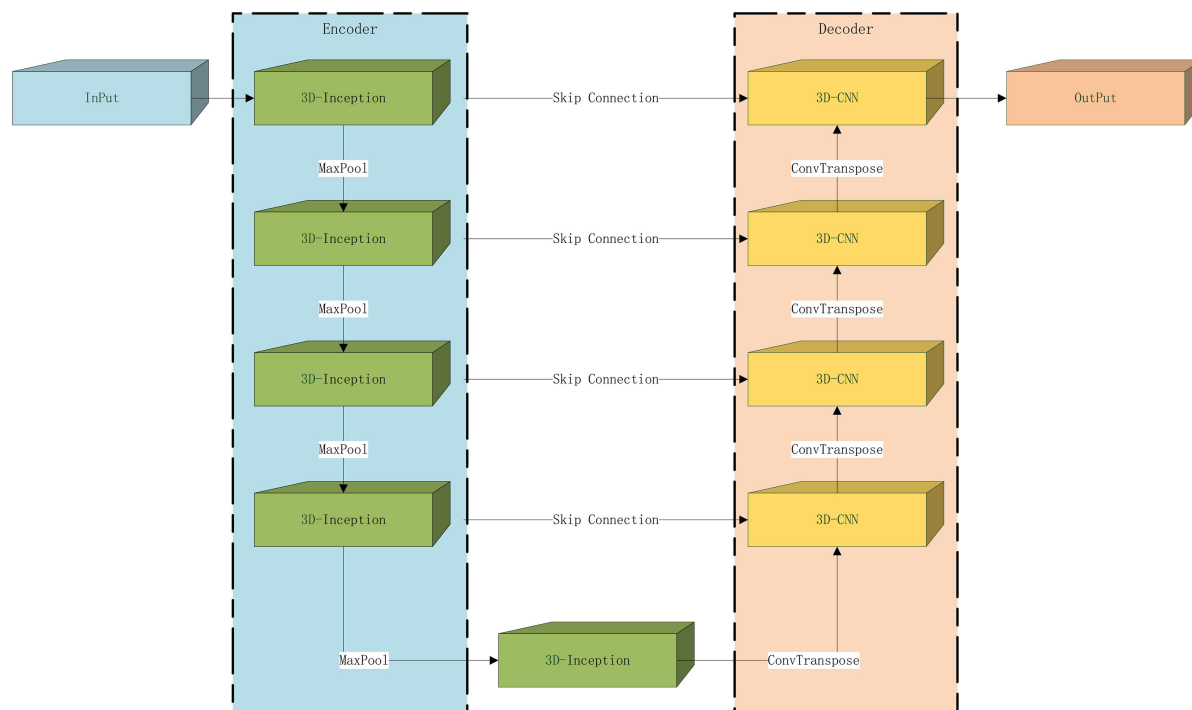 Encoder
Decoder
InPut
3D-Inception
Skip Connection
3D-CNN
OutPut
MaxPool
ConvTranspose
3D-Inception
Skip Connection
3D-CNN
MaxPool
ConvTranspose
3D-Inception
Skip Connection
3D-CNN
MaxPool
ConvTranspose
3D-Inception
Skip Connection
3D-CNN
MaxPool
3D-Inception
ConvTranspose